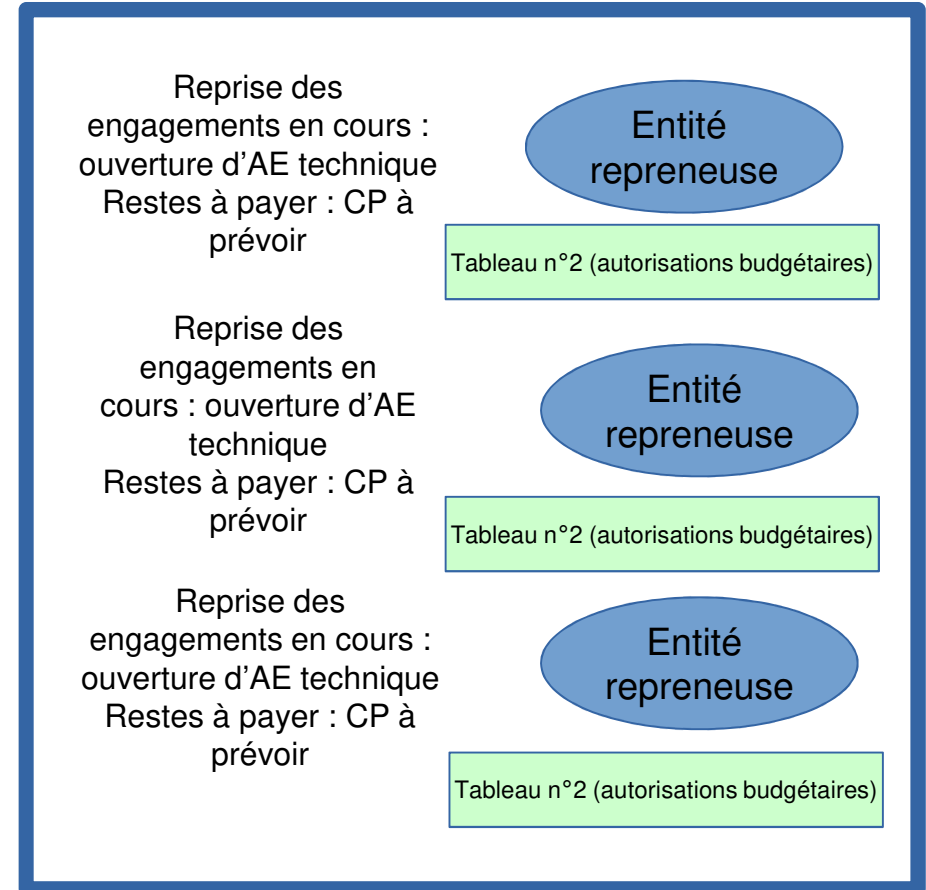 Reprise des
engagements en cours :
ouverture d’AE technique
Restes à payer : CP à
prévoir
Entité
repreneuse
Tableau n°2 (autorisations budgétaires)
Reprise des
engagements en
cours : ouverture d’AE
technique
Restes à payer : CP à
prévoir
Entité
repreneuse
Tableau n°2 (autorisations budgétaires)
Reprise des
engagements en cours :
ouverture d’AE technique
Restes à payer : CP à
prévoir
Entité
repreneuse
Tableau n°2 (autorisations budgétaires)